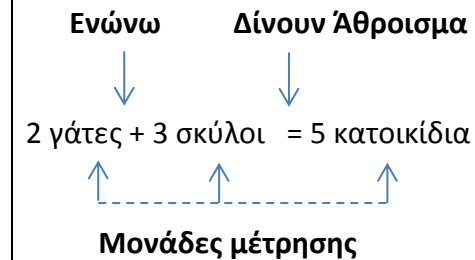 Ενώνω Δίνουν Άθροισμα
2 γάτες + 3 σκύλοι = 5 κατοικίδια
Μονάδες μέτρησης